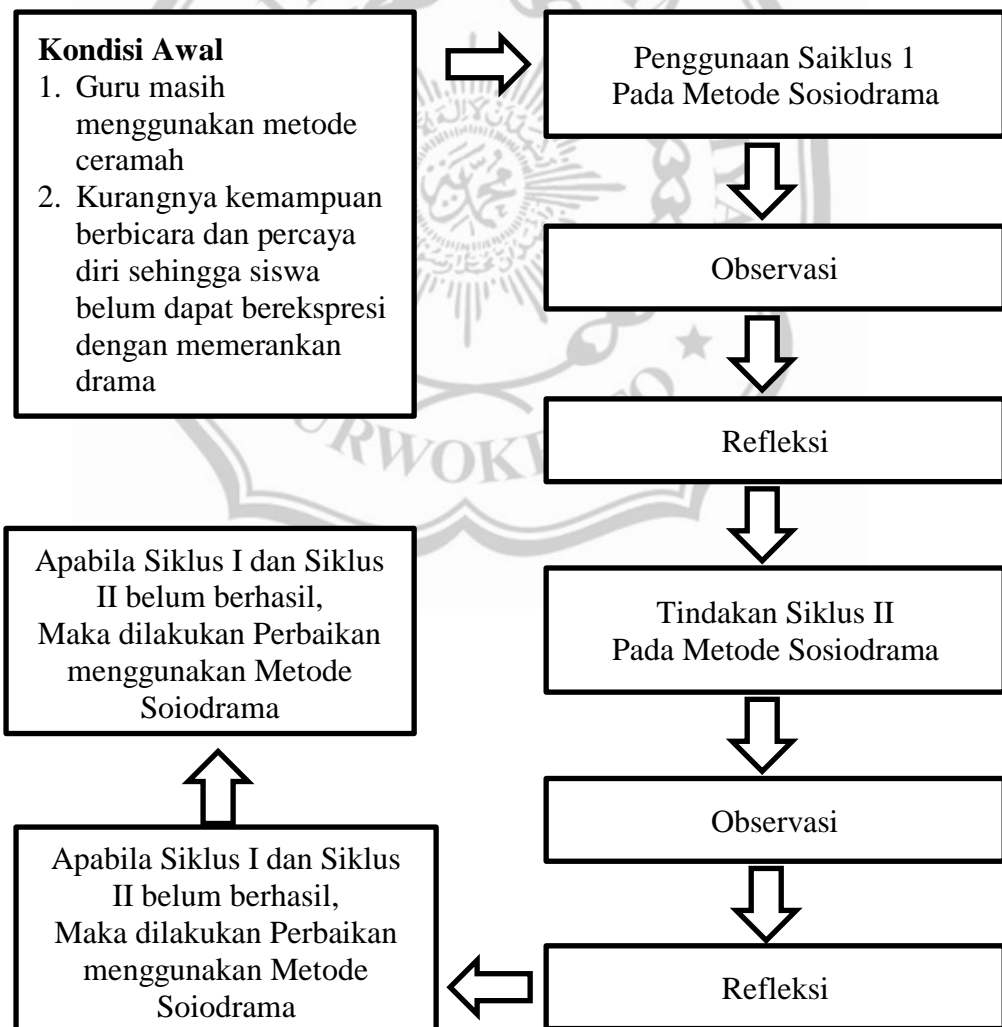 Kondisi Awal
1. Guru masih
menggunakan metode
ceramah
2. Kurangnya kemampuan
berbicara dan percaya
diri sehingga siswa
belum dapat berekspresi
dengan memerankan
drama
Penggunaan Saiklus 1
Pada Metode Sosiodrama
Observasi
Refleksi
Tindakan Siklus II
Pada Metode Sosiodrama
Observasi
Refleksi
Apabila Siklus I dan Siklus
II belum berhasil,
Maka dilakukan Perbaikan
menggunakan Metode
Soiodrama
Apabila Siklus I dan Siklus
II belum berhasil,
Maka dilakukan Perbaikan
menggunakan Metode
Soiodrama